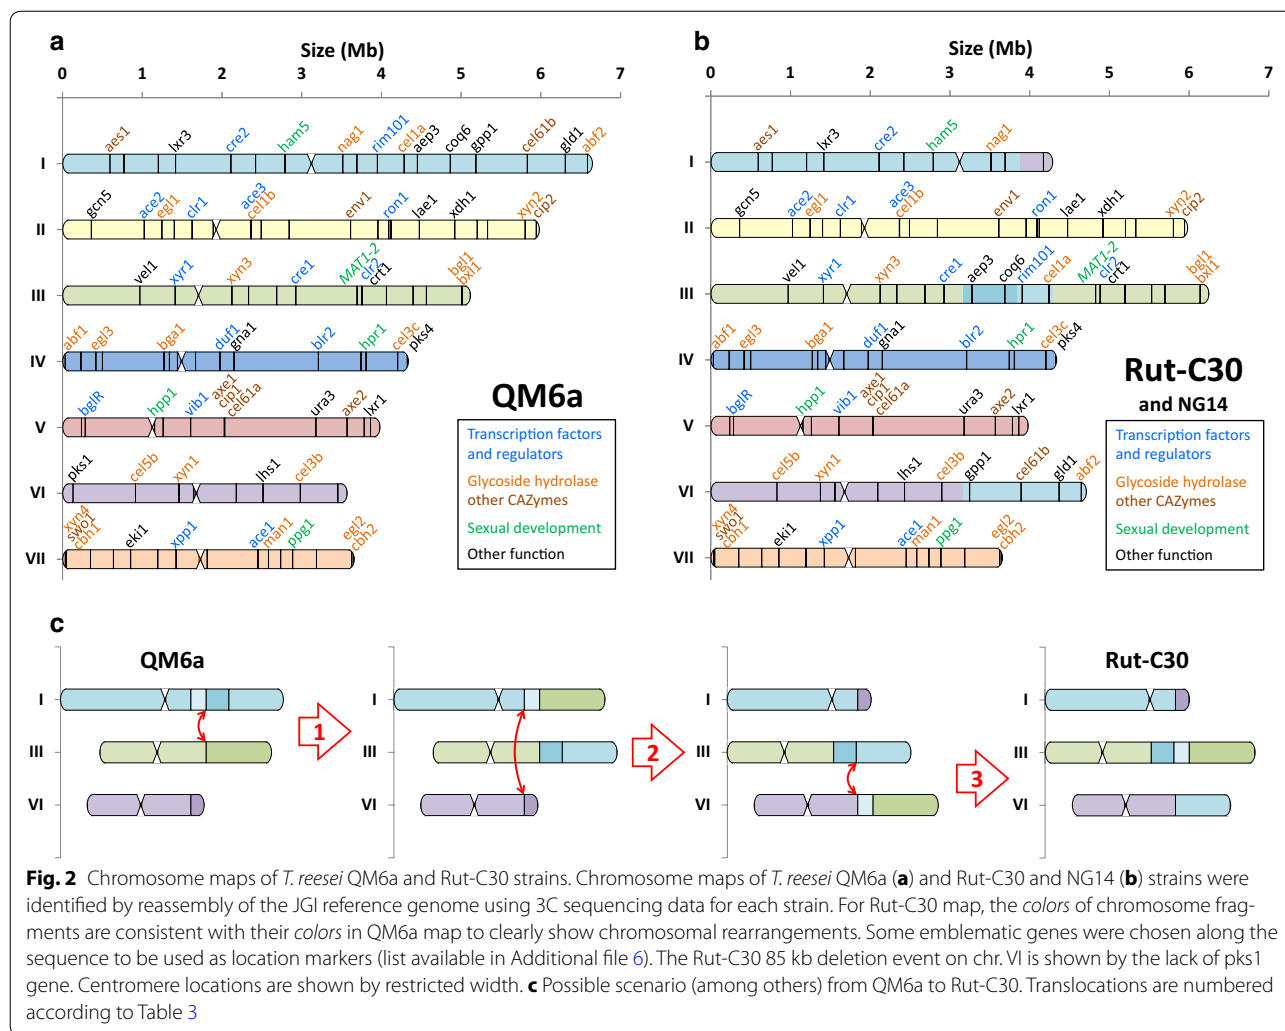 a
Size (Mb)
0 1 2 3 4 5 6 7
I
aes1 lxr3 cre2 ham5 nag1 rim101 cel1a aep3 coq6 gpp1 cel61b gld1 abf2
II
gcn5 ace2 egl1 clr1 ace3 cel1b env1 ron1 lae1 xdh1 xyn2 cip2
III
vel1 xyr1 xyn3 cre1 MAT1-2 clr2 crt1 bgl1 bxl1
IV
abf1 egl3 bga1 duf1 gna1 blr2 hpr1 cel3c pks4
V
bglR hpp1 vib1 axe1 cip1 cel61a ura3 axe2 lxr1
VI
pks1 cel5b xyn1 lhs1 cel3b
VII
xyn4 swo1 cbh1 eki1 xpp1 ace1 man1 ppg1 egl2 cbh2
QM6a
Transcription factors
and regulators
Glycoside hydrolase
other CAZymes
Sexual development
Other function
b
Size (Mb)
0 1 2 3 4 5 6 7
I
aes1 lxr3 cre2 ham5 nag1
II
gcn5 ace2 egl1 clr1 ace3 cel1b env1 ron1 lae1 xdh1 xyn2 cip2
III
vel1 xyr1 xyn3 cre1 aep3 coq6 rim101 cel1a MAT1-2 clr2 crt1 bgl1 bxl1
IV
abf1 egl3 bga1 duf1 gna1 blr2 hpr1 cel3c pks4
V
bglR hpp1 vib1 axe1 cip1 cel61a ura3 axe2 lxr1
VI
cel5b xyn1 lhs1 cel3b gpp1 cel61b gld1 abf2
VII
xyn4 swo1 cbh1 eki1 xpp1 ace1 man1 ppg1 egl2 cbh2
Rut-C30
and NG14
Transcription factors
and regulators
Glycoside hydrolase
other CAZymes
Sexual development
Other function
c
QM6a
I
III
VI
1
I
III
VI
2
I
III
VI
3
Rut-C30
I
III
VI
Fig. 2 Chromosome maps of T. reesei QM6a and Rut-C30 strains. Chromosome maps of T. reesei QM6a (a) and Rut-C30 and NG14 (b) strains were
identified by reassembly of the JGI reference genome using 3C sequencing data for each strain. For Rut-C30 map, the colors of chromosome frag-
ments are consistent with their colors in QM6a map to clearly show chromosomal rearrangements. Some emblematic genes were chosen along the
sequence to be used as location markers (list available in Additional file 6). The Rut-C30 85 kb deletion event on chr. VI is shown by the lack of pks1
gene. Centromere locations are shown by restricted width. c Possible scenario (among others) from QM6a to Rut-C30. Translocations are numbered
according to Table 3